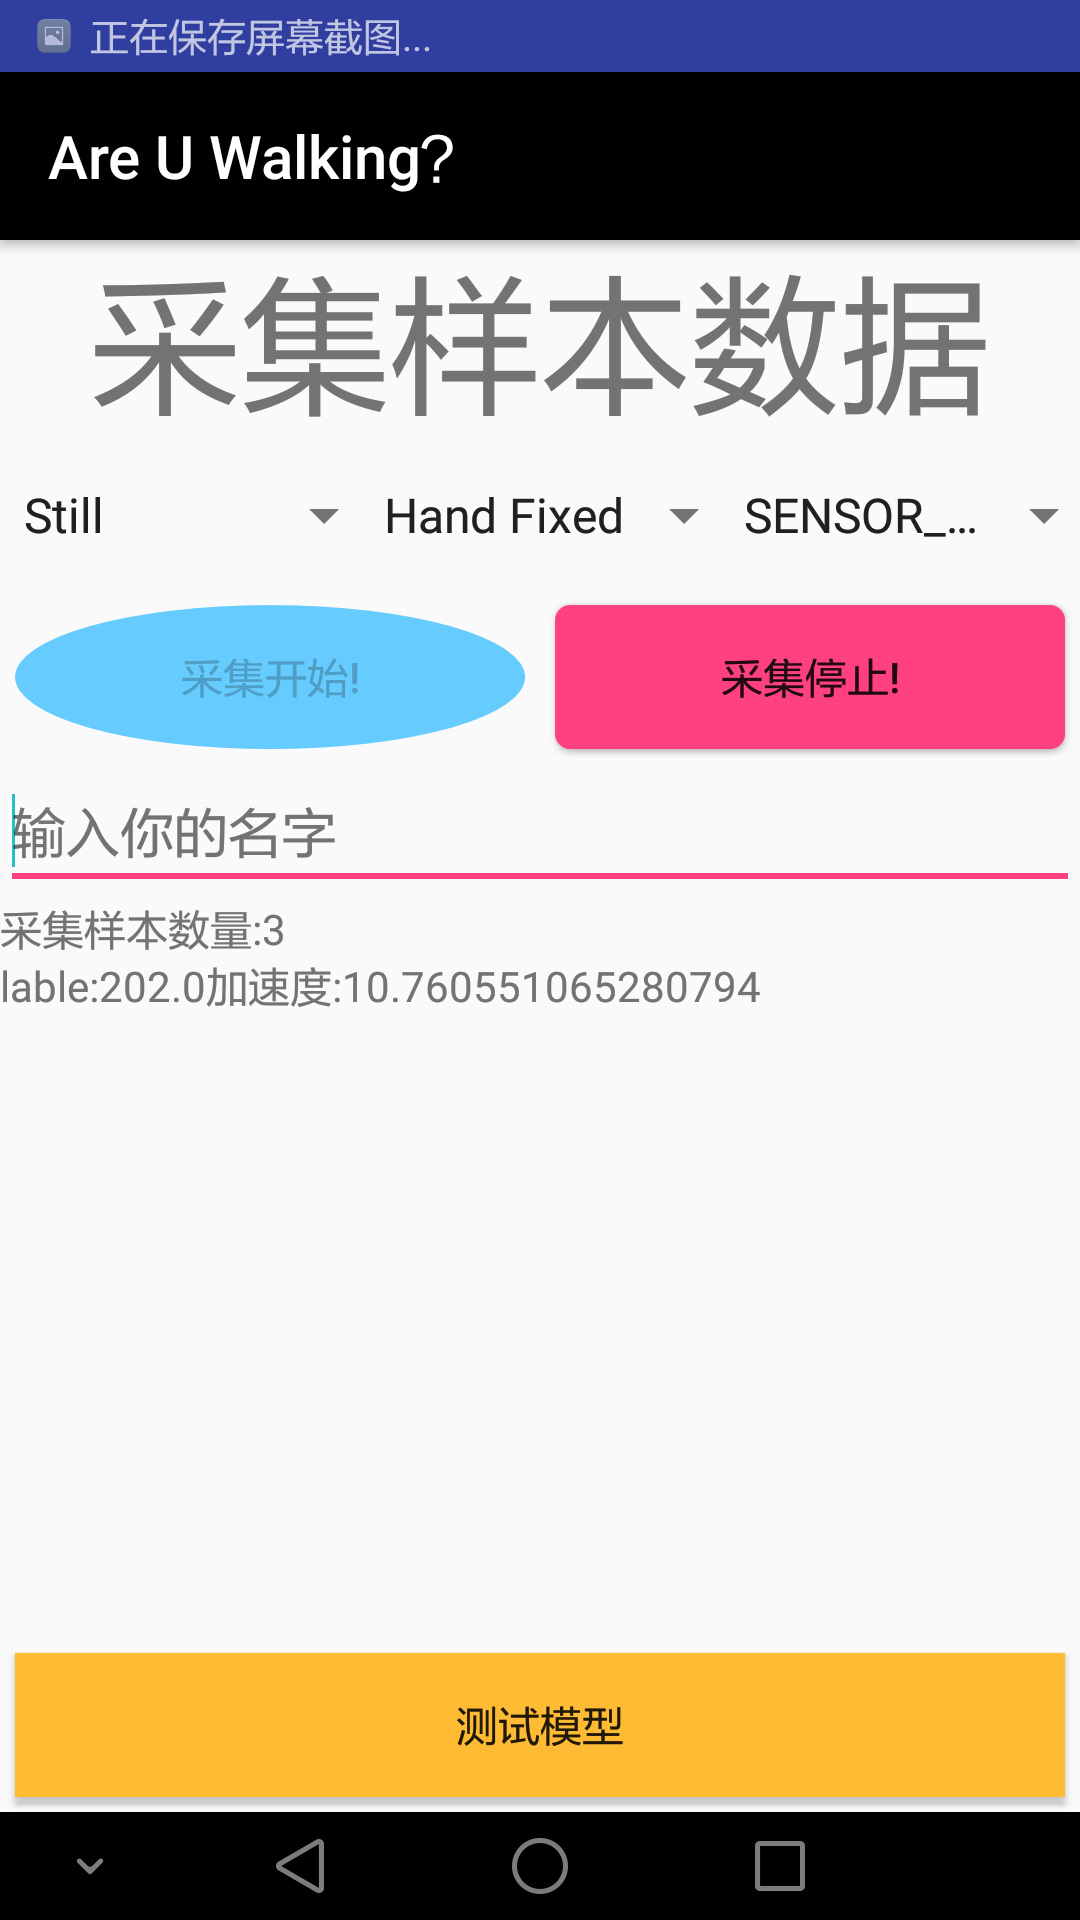 正在保存屏幕截图...
Are U Walking?
采集样本数据
Still
Hand Fixed
SENSOR_...
采集开始!
采集停止!
输入你的名字
采集样本数量:3
lable:202.0加速度:10.760551065280794
测试模型